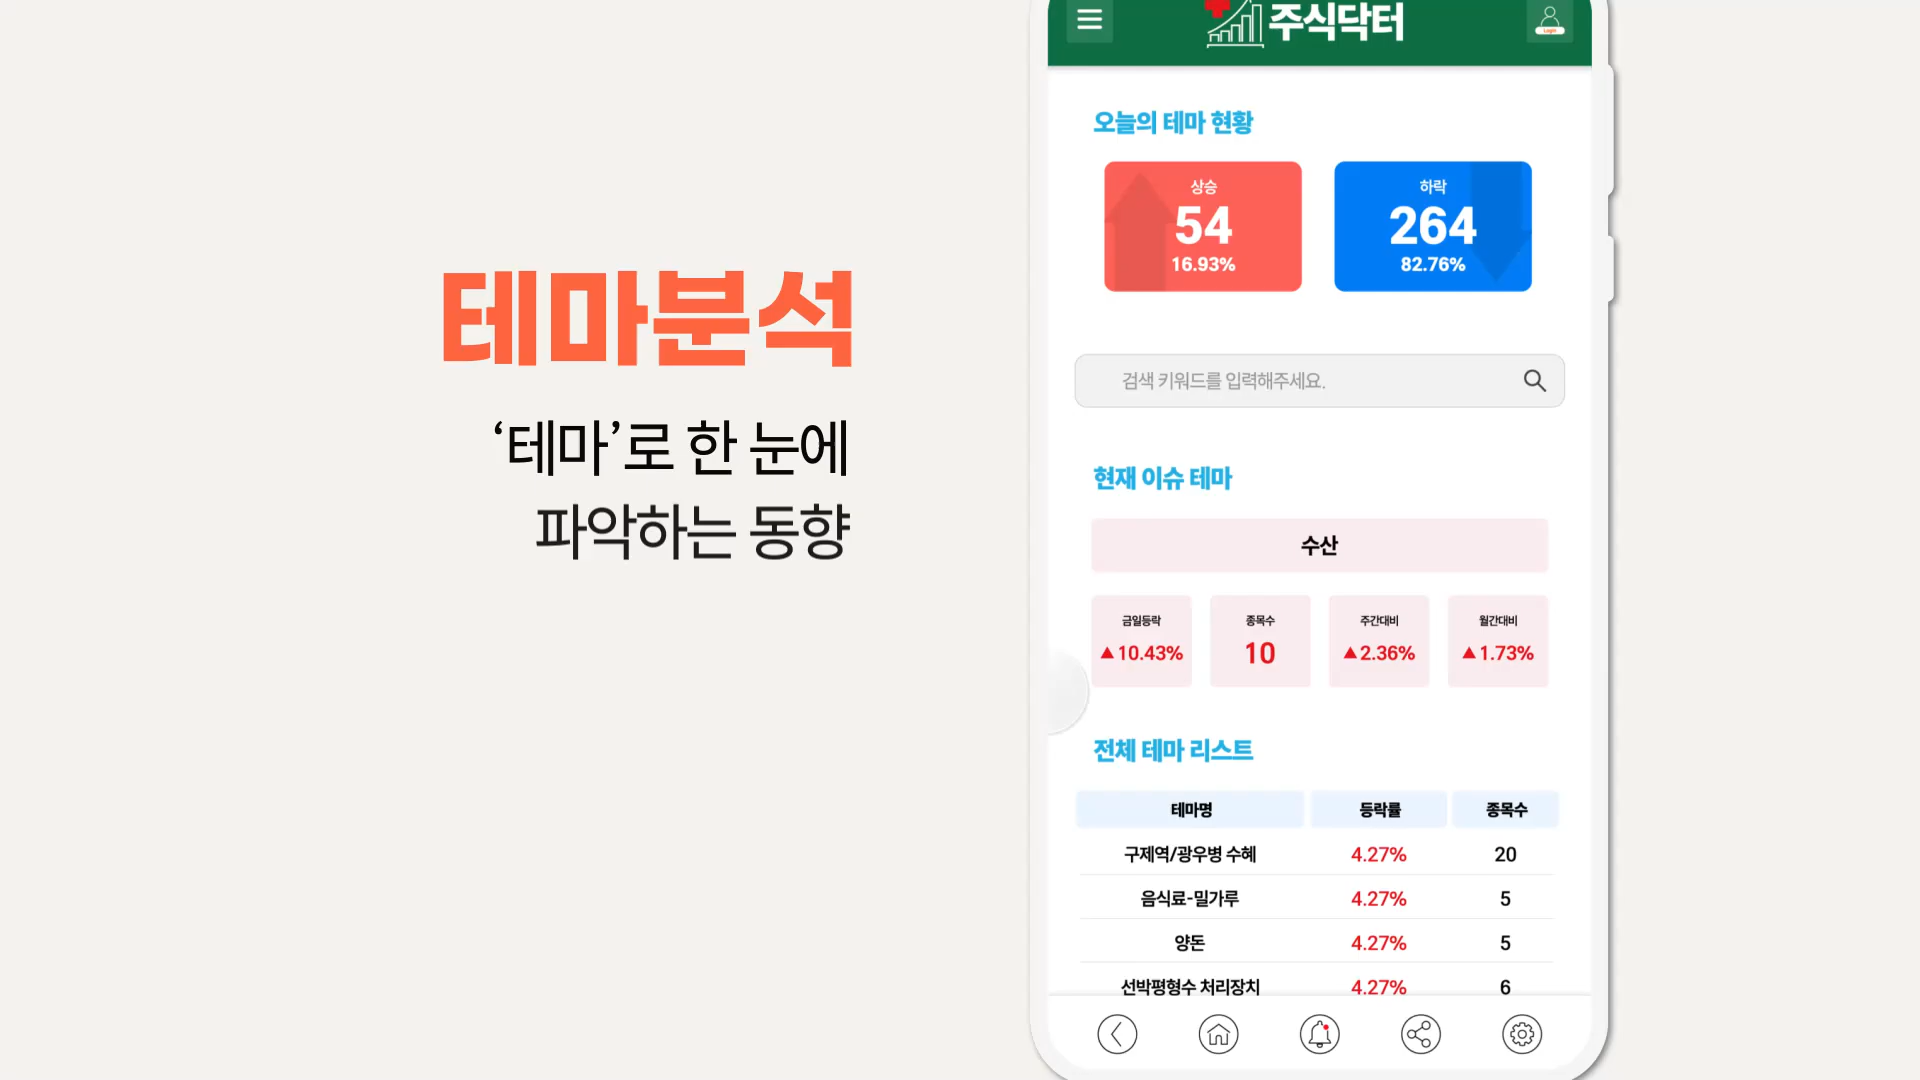 테마분석
‘테마’로 한 눈에
파악하는 동향
주식닥터
Login
오늘의 테마 현황
상승
54
16.93%
하락
264
82.76%
검색 키워드를 입력해주세요.
현재 이슈 테마
수산
금일등락
▲10.43%
종목수
10
주간대비
▲2.36%
월간대비
▲1.73%
전체 테마 리스트
테마명 등락률 종목수
구제역/광우병 수혜 4.27% 20
음식료-밀가루 4.27% 5
양돈 4.27% 5
선박평형수 처리장치 4.27% 6